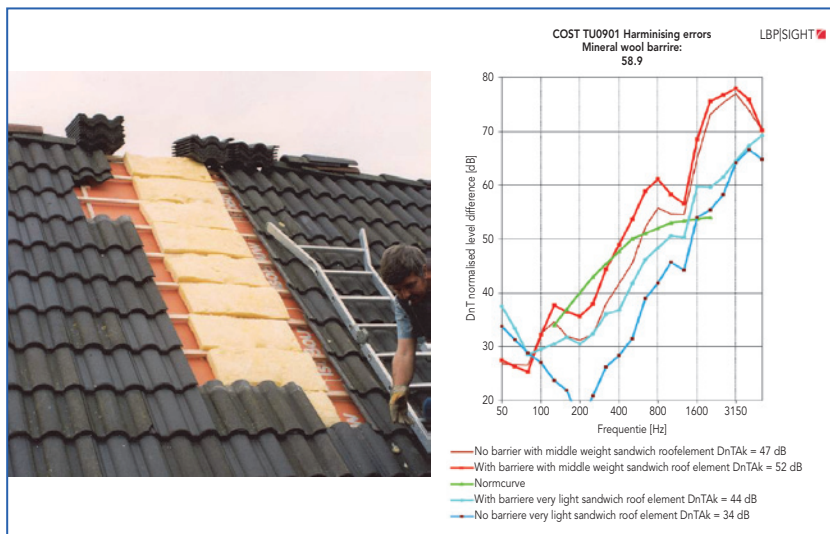 COST TU0901 Harminising errors
Mineral wool barrire:
58.9
LBP|SIGHT
DnT normalised level difference [dB]
80
70
60
50
40
30
20
50 100 200 400 800 1600 3150
Frequentie [Hz]
No barrier with middle weight sandwich roofelement DnTAk = 47 dB
With barriere with middle weight sandwich roof element DnTAk = 52 dB
Normcurve
With barriere very light sandwich roof element DnTAk = 44 dB
No barriere very light sandwich roof element DnTAk = 34 dB